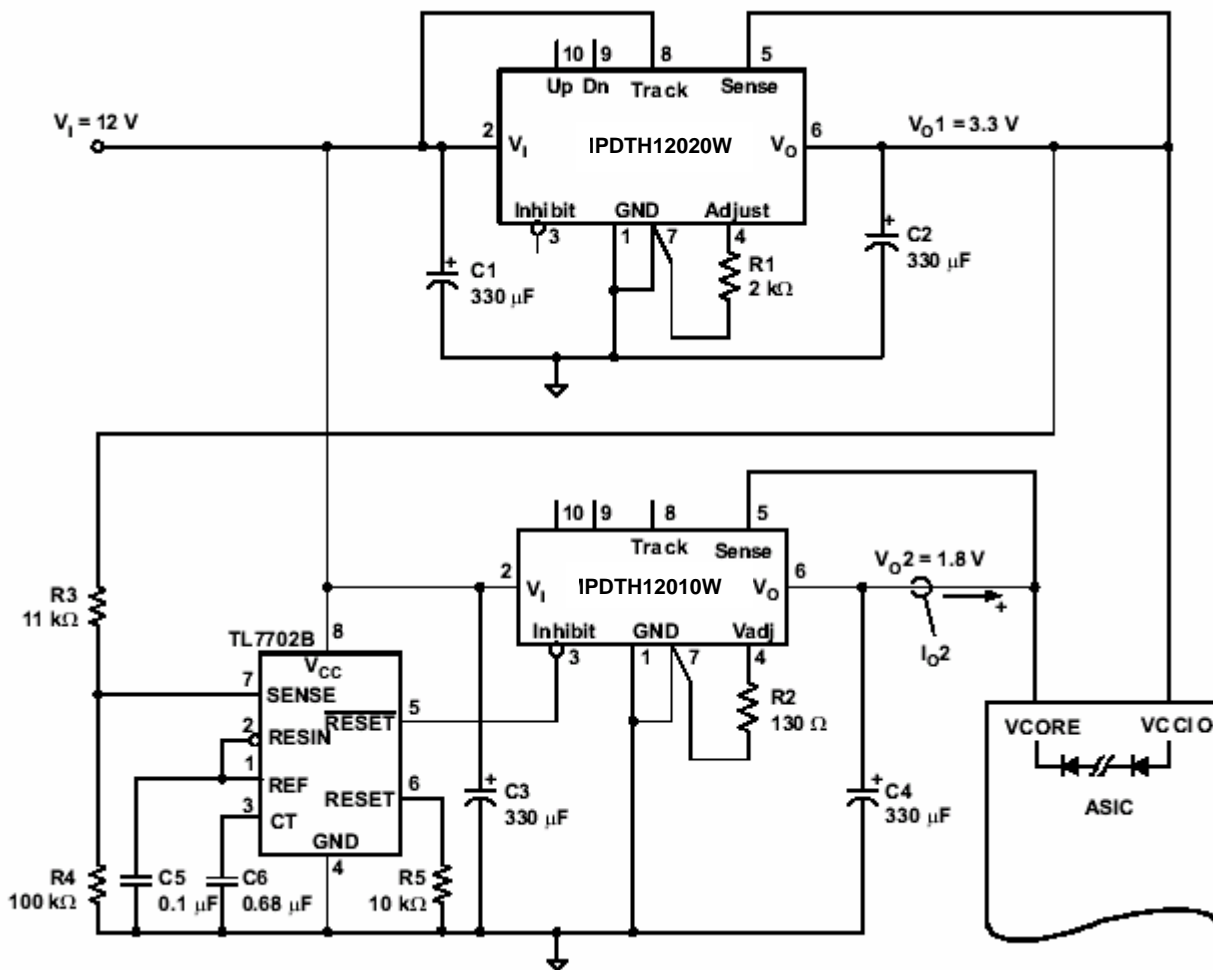 10 9 8 5
Up Dn Track Sense
V_I = 12 V
2 V_I IPDTH12020W V_O 6
V_O1 = 3.3 V
Inhibit GND Adjust
3 1 7 4
+ C1
330 μF
R1
2 kΩ
+ C2
330 μF
10 9 8 5
Track Sense
2 V_I IPDTH12010W V_O 6
V_O2 = 1.8 V
+
I_O2
Inhibit GND Vadj
3 1 7 4
R3
11 kΩ
TL7702B
8
V_CC
7 SENSE
5 RESET
2 RESIN
1 REF
6 RESET
3 CT
GND
4
R2
130 Ω
+ C3
330 μF
+ C4
330 μF
R4
100 kΩ
C5
0.1 μF
C6
0.68 μF
R5
10 kΩ
VCORE VCCIO
ASIC